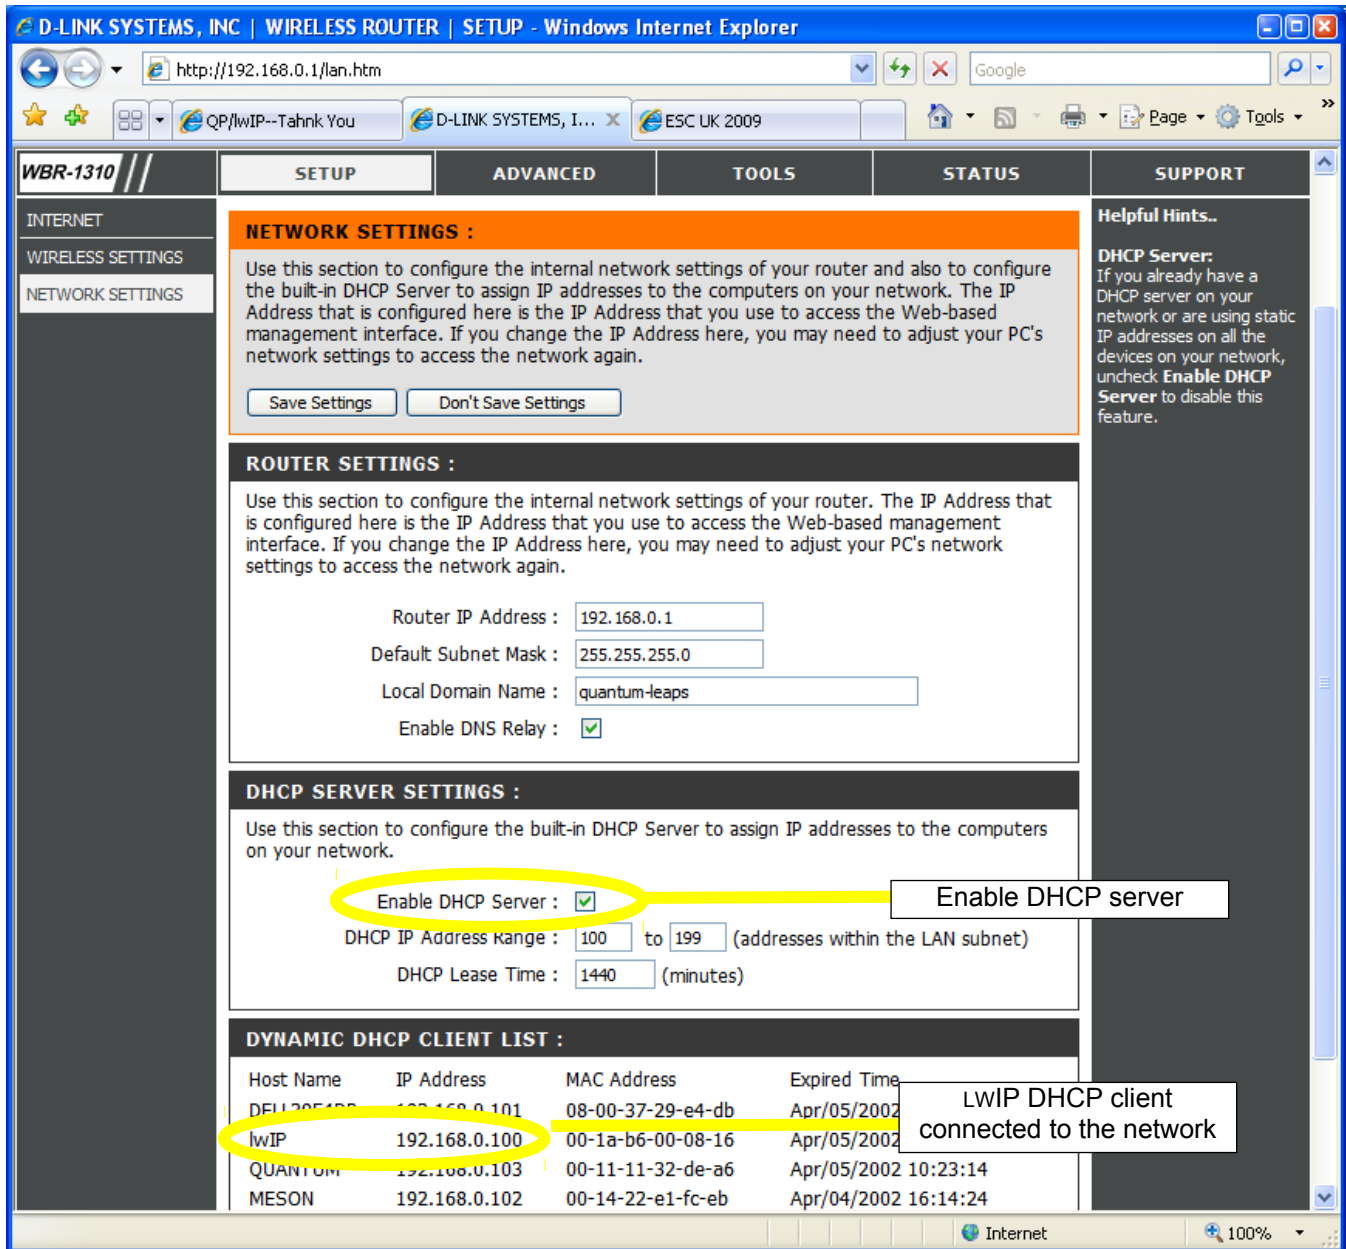 D-LINK SYSTEMS, INC | WIRELESS ROUTER | SETUP - Windows Internet Explorer
http://192.168.0.1/lan.htm
Google
QP/lwIP--Tahnk You
D-LINK SYSTEMS, I...
ESC UK 2009
Page
Tools
WBR-1310
SETUP
ADVANCED
TOOLS
STATUS
SUPPORT
INTERNET
WIRELESS SETTINGS
NETWORK SETTINGS
NETWORK SETTINGS :
Use this section to configure the internal network settings of your router and also to configure
the built-in DHCP Server to assign IP addresses to the computers on your network. The IP
Address that is configured here is the IP Address that you use to access the Web-based
management interface. If you change the IP Address here, you may need to adjust your PC's
network settings to access the network again.
Save Settings
Don't Save Settings
ROUTER SETTINGS :
Use this section to configure the internal network settings of your router. The IP Address that
is configured here is the IP Address that you use to access the Web-based management
interface. If you change the IP Address here, you may need to adjust your PC's network
settings to access the network again.
Router IP Address : 192.168.0.1
Default Subnet Mask : 255.255.255.0
Local Domain Name : quantum-leaps
Enable DNS Relay :
DHCP SERVER SETTINGS :
Use this section to configure the built-in DHCP Server to assign IP addresses to the computers
on your network.
Enable DHCP Server :
Enable DHCP server
DHCP IP Address Range : 100 to 199 (addresses within the LAN subnet)
DHCP Lease Time : 1440 (minutes)
DYNAMIC DHCP CLIENT LIST :
Host Name IP Address MAC Address Expired Time
192.168.0.101 08-00-37-29-e4-db Apr/05/2002
lwIP 192.168.0.100 00-1a-b6-00-08-16 Apr/05/2002
QUANTUM 192.168.0.103 00-11-11-32-de-a6 Apr/05/2002 10:23:14
MESON 192.168.0.102 00-14-22-e1-fc-eb Apr/04/2002 16:14:24
LWIP DHCP client
connected to the network
Helpful Hints..
DHCP Server:
If you already have a
DHCP server on your
network or are using static
IP addresses on all the
devices on your network,
uncheck Enable DHCP
Server to disable this
feature.
Internet
100%